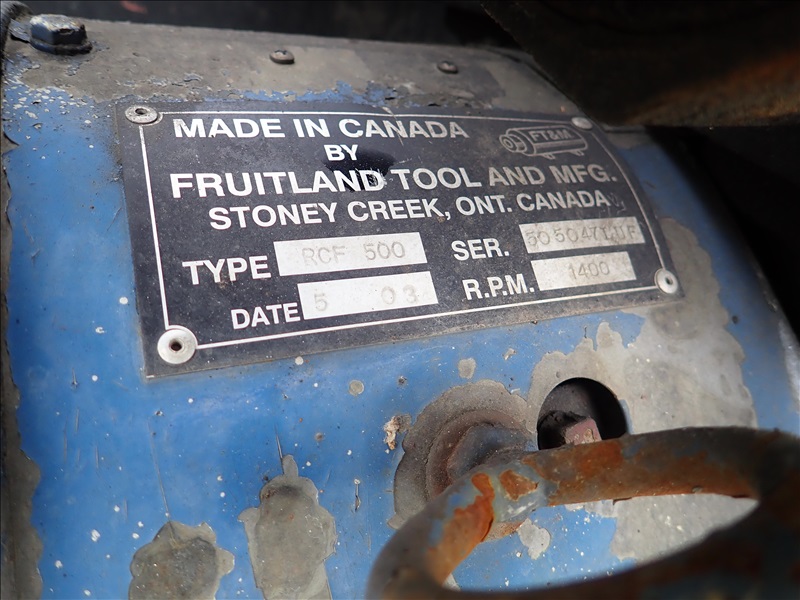 MADE IN CANADA
FT&M
BY
FRUITLAND TOOL AND MFG.
STONEY CREEK, ONT. CANADA
TYPE RCF 500 SER. 505047LUF
DATE 5 03 R.P.M. 1400